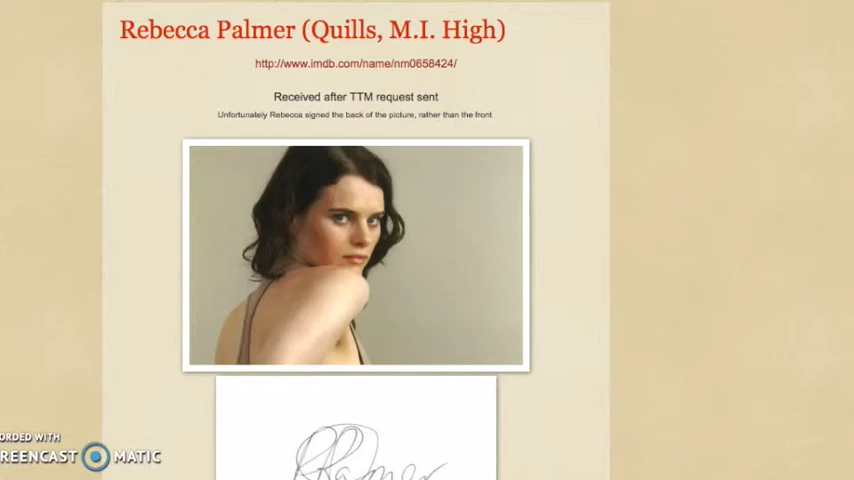 Rebecca Palmer (Quills, M.I. High)
http://www.imdb.com/name/nm0658424/
Received after TTM request sent
Unfortunately Rebecca signed the back of the picture, rather than the front
RPalmer
ORDED WITH
REENCAST MATIC